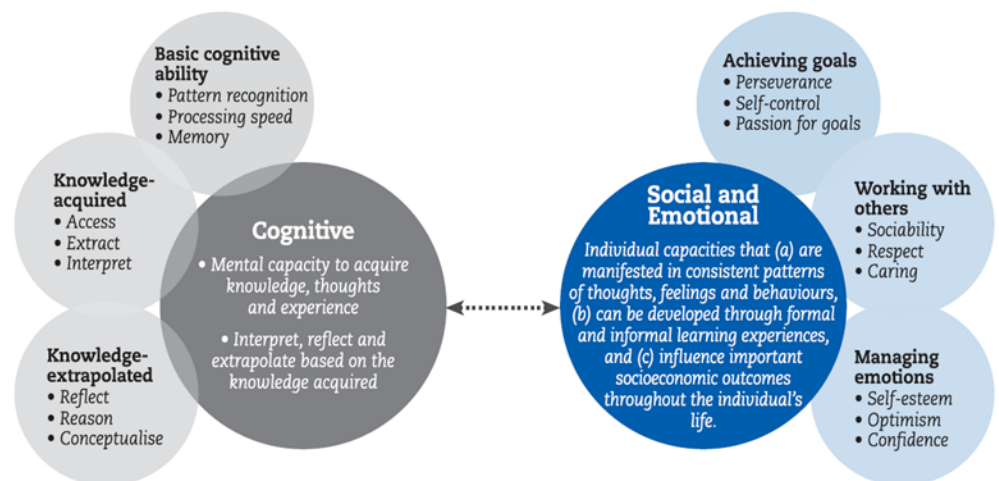 Basic cognitive
ability
• Pattern recognition
• Processing speed
• Memory
Knowledge-
acquired
• Access
• Extract
• Interpret
Knowledge-
extrapolated
• Reflect
• Reason
• Conceptualise
Cognitive
• Mental capacity to acquire
knowledge, thoughts
and experience
• Interpret, reflect and
extrapolate based on the
knowledge acquired
Social and
Emotional
Individual capacities that (a) are
manifested in consistent patterns
of thoughts, feelings and behaviours,
(b) can be developed through formal
and informal learning experiences,
and (c) influence important
socioeconomic outcomes
throughout the individual's
life.
Achieving goals
• Perseverance
• Self-control
• Passion for goals
Working with
others
• Sociability
• Respect
• Caring
Managing
emotions
• Self-esteem
• Optimism
• Confidence